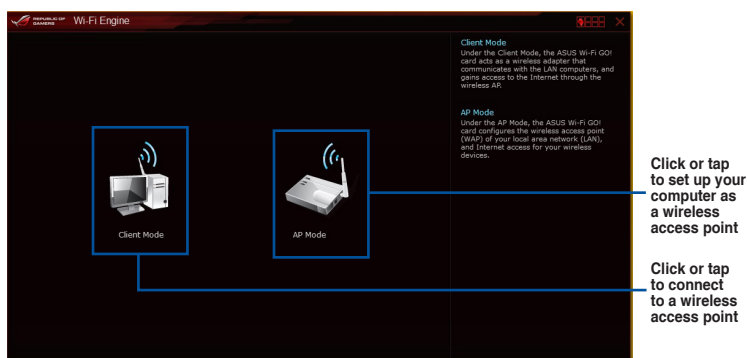 REPUBLIC OF
GAMERS
Wi-Fi Engine
Client Mode
Under the Client Mode, the ASUS Wi-Fi GO!
card acts as a wireless adapter that
communicates with the LAN computers, and
gains access to the Internet through the
wireless AP.
AP Mode
Under the AP Mode, the ASUS Wi-Fi GO!
card configures the wireless access point
(WAP) of your local area network (LAN),
and Internet access for your wireless
devices.
Client Mode
AP Mode
Click or tap
to set up your
computer as
a wireless
access point
Click or tap
to connect
to a wireless
access point